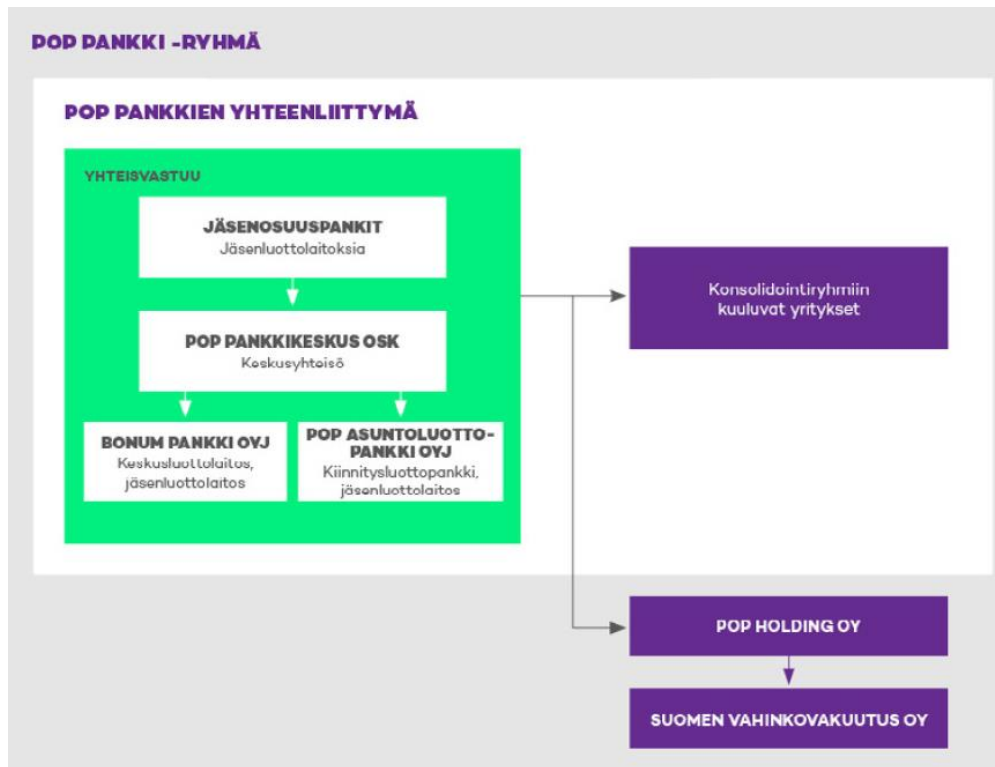 POP PANKKI -RYHMÄ
POP PANKKIEN YHTEENLIITTYMÄ
YHTEISVASTUU
JÄSENOSUUSPANKIT
Jäsenluottolaitoksia
POP PANKKIKESKUS OSK
Keskusyhteisö
BONUM PANKKI OYJ
Keskusluottolaitos,
jäsenluottolaitos
POP ASUNTOLUOTTO-
PANKKI OYJ
Kiinnitysluottopankki,
jäsenluottolaitos
Konsolidointiryhmiin
kuuluvat yritykset
POP HOLDING OY
SUOMEN VAHINKOVAKUUTUS OY